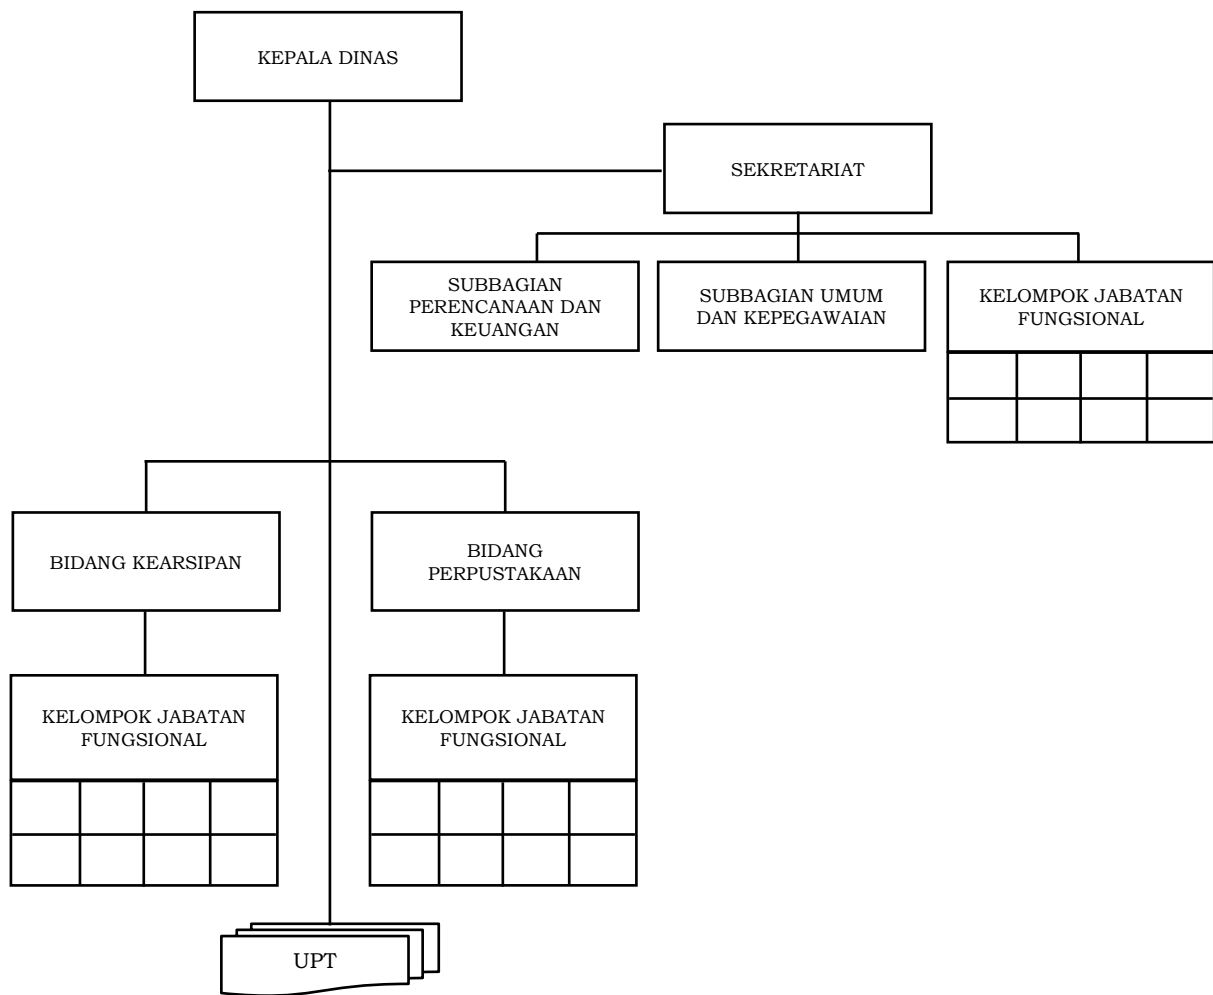 KEPALA DINAS
SEKRETARIAT
SUBBAGIAN
PERENCANAAN DAN
KEUANGAN
SUBBAGIAN UMUM
DAN KEPEGAWAIAN
KELOMPOK JABATAN
FUNGSIONAL
BIDANG KEARSIPAN
BIDANG
PERPUSTAKAAN
KELOMPOK JABATAN
FUNGSIONAL
KELOMPOK JABATAN
FUNGSIONAL
UPT